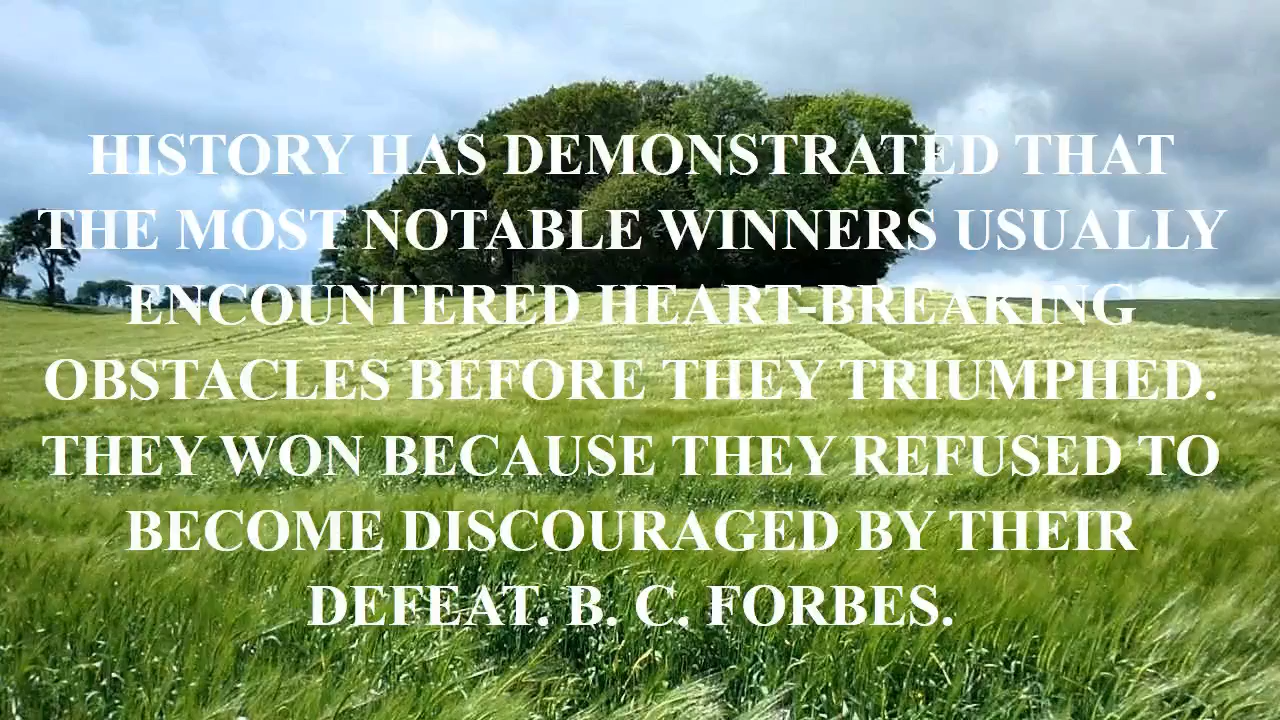 HISTORY HAS DEMONSTRATED THAT
THE MOST NOTABLE WINNERS USUALLY
ENCOUNTERED HEART-BREAKING
OBSTACLES BEFORE THEY TRIUMPHED.
THEY WON BECAUSE THEY REFUSED TO
BECOME DISCOURAGED BY THEIR
DEFEAT. B. C. FORBES.